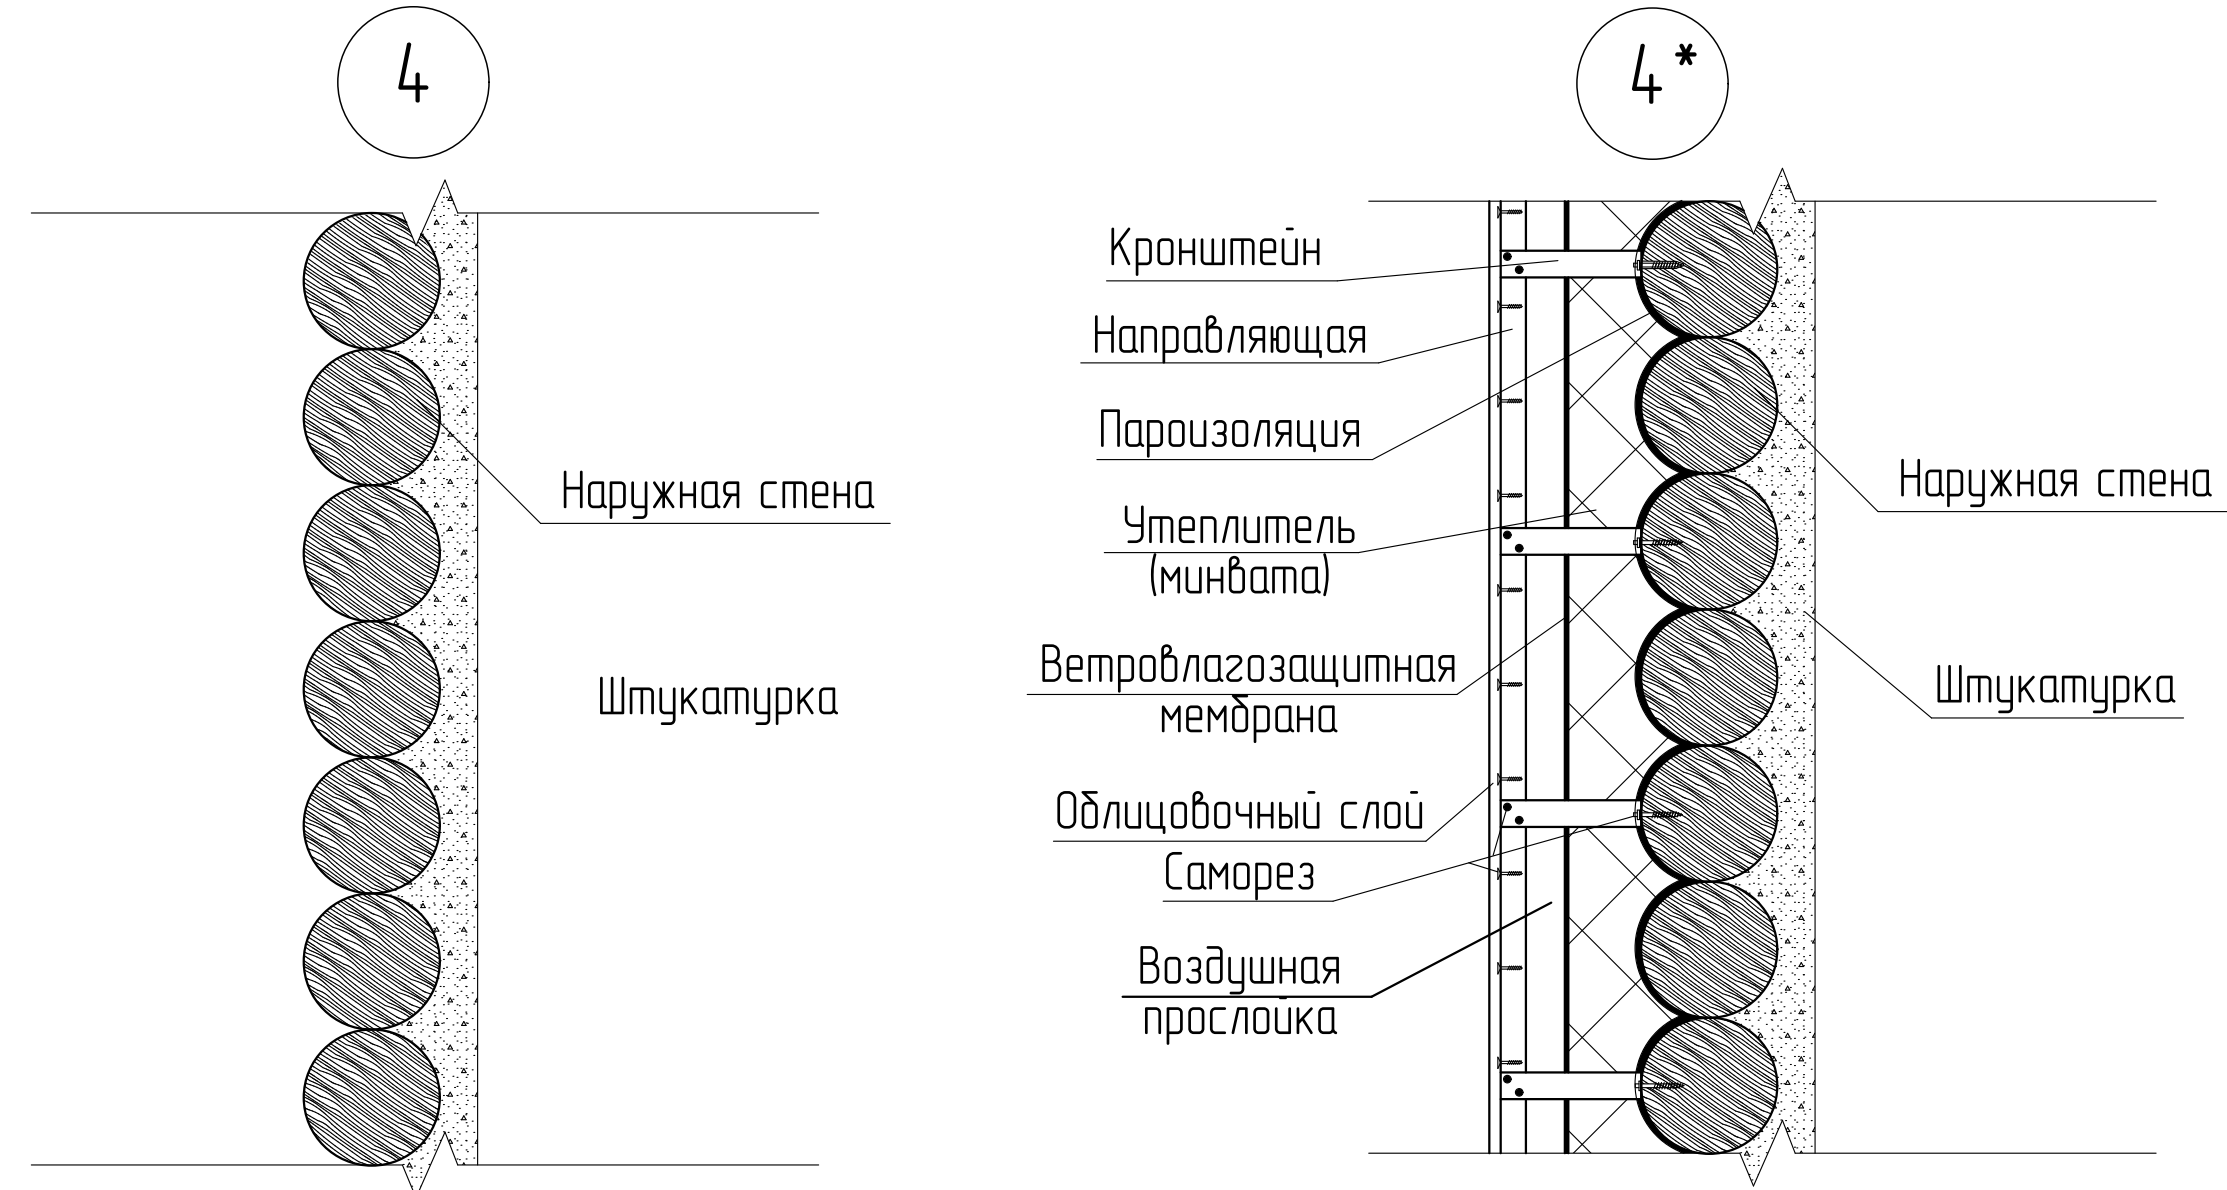 4
Наружная стена
Штукатурка
4*
Кронштейн
Направляющая
Пароизоляция
Утеплитель
(минвата)
Ветровлагозащитная
мембрана
Облицовочный слой
Саморез
Воздушная
прослойка
Наружная стена
Штукатурка